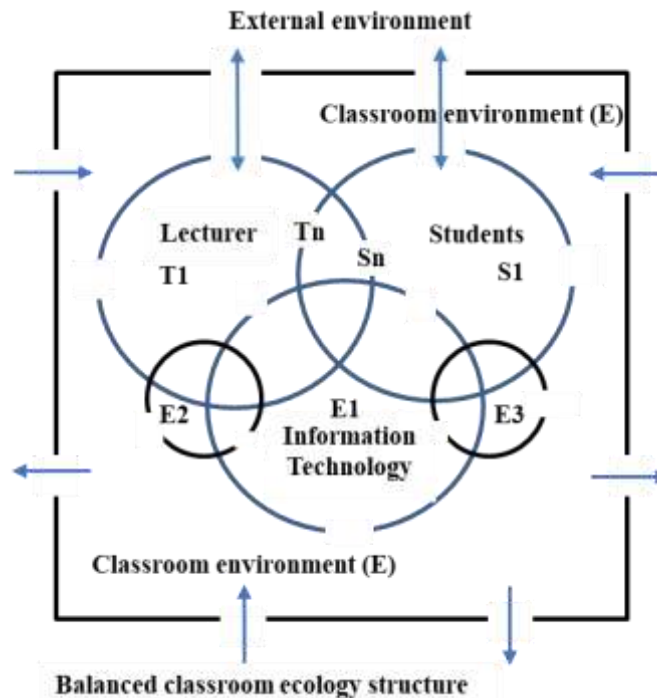 External environment
Classroom environment (E)
Lecturer
Tn
Students
Sn
T1
S1
E2
E1
E3
Information
Technology
Classroom environment (E)
Balanced classroom ecology structure